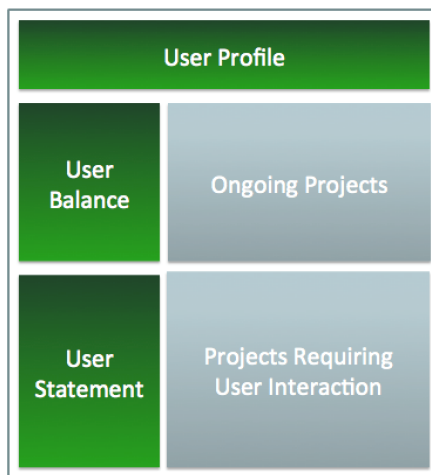 User Profile
User
Balance
Ongoing Projects
User
Statement
Projects Requiring
User Interaction